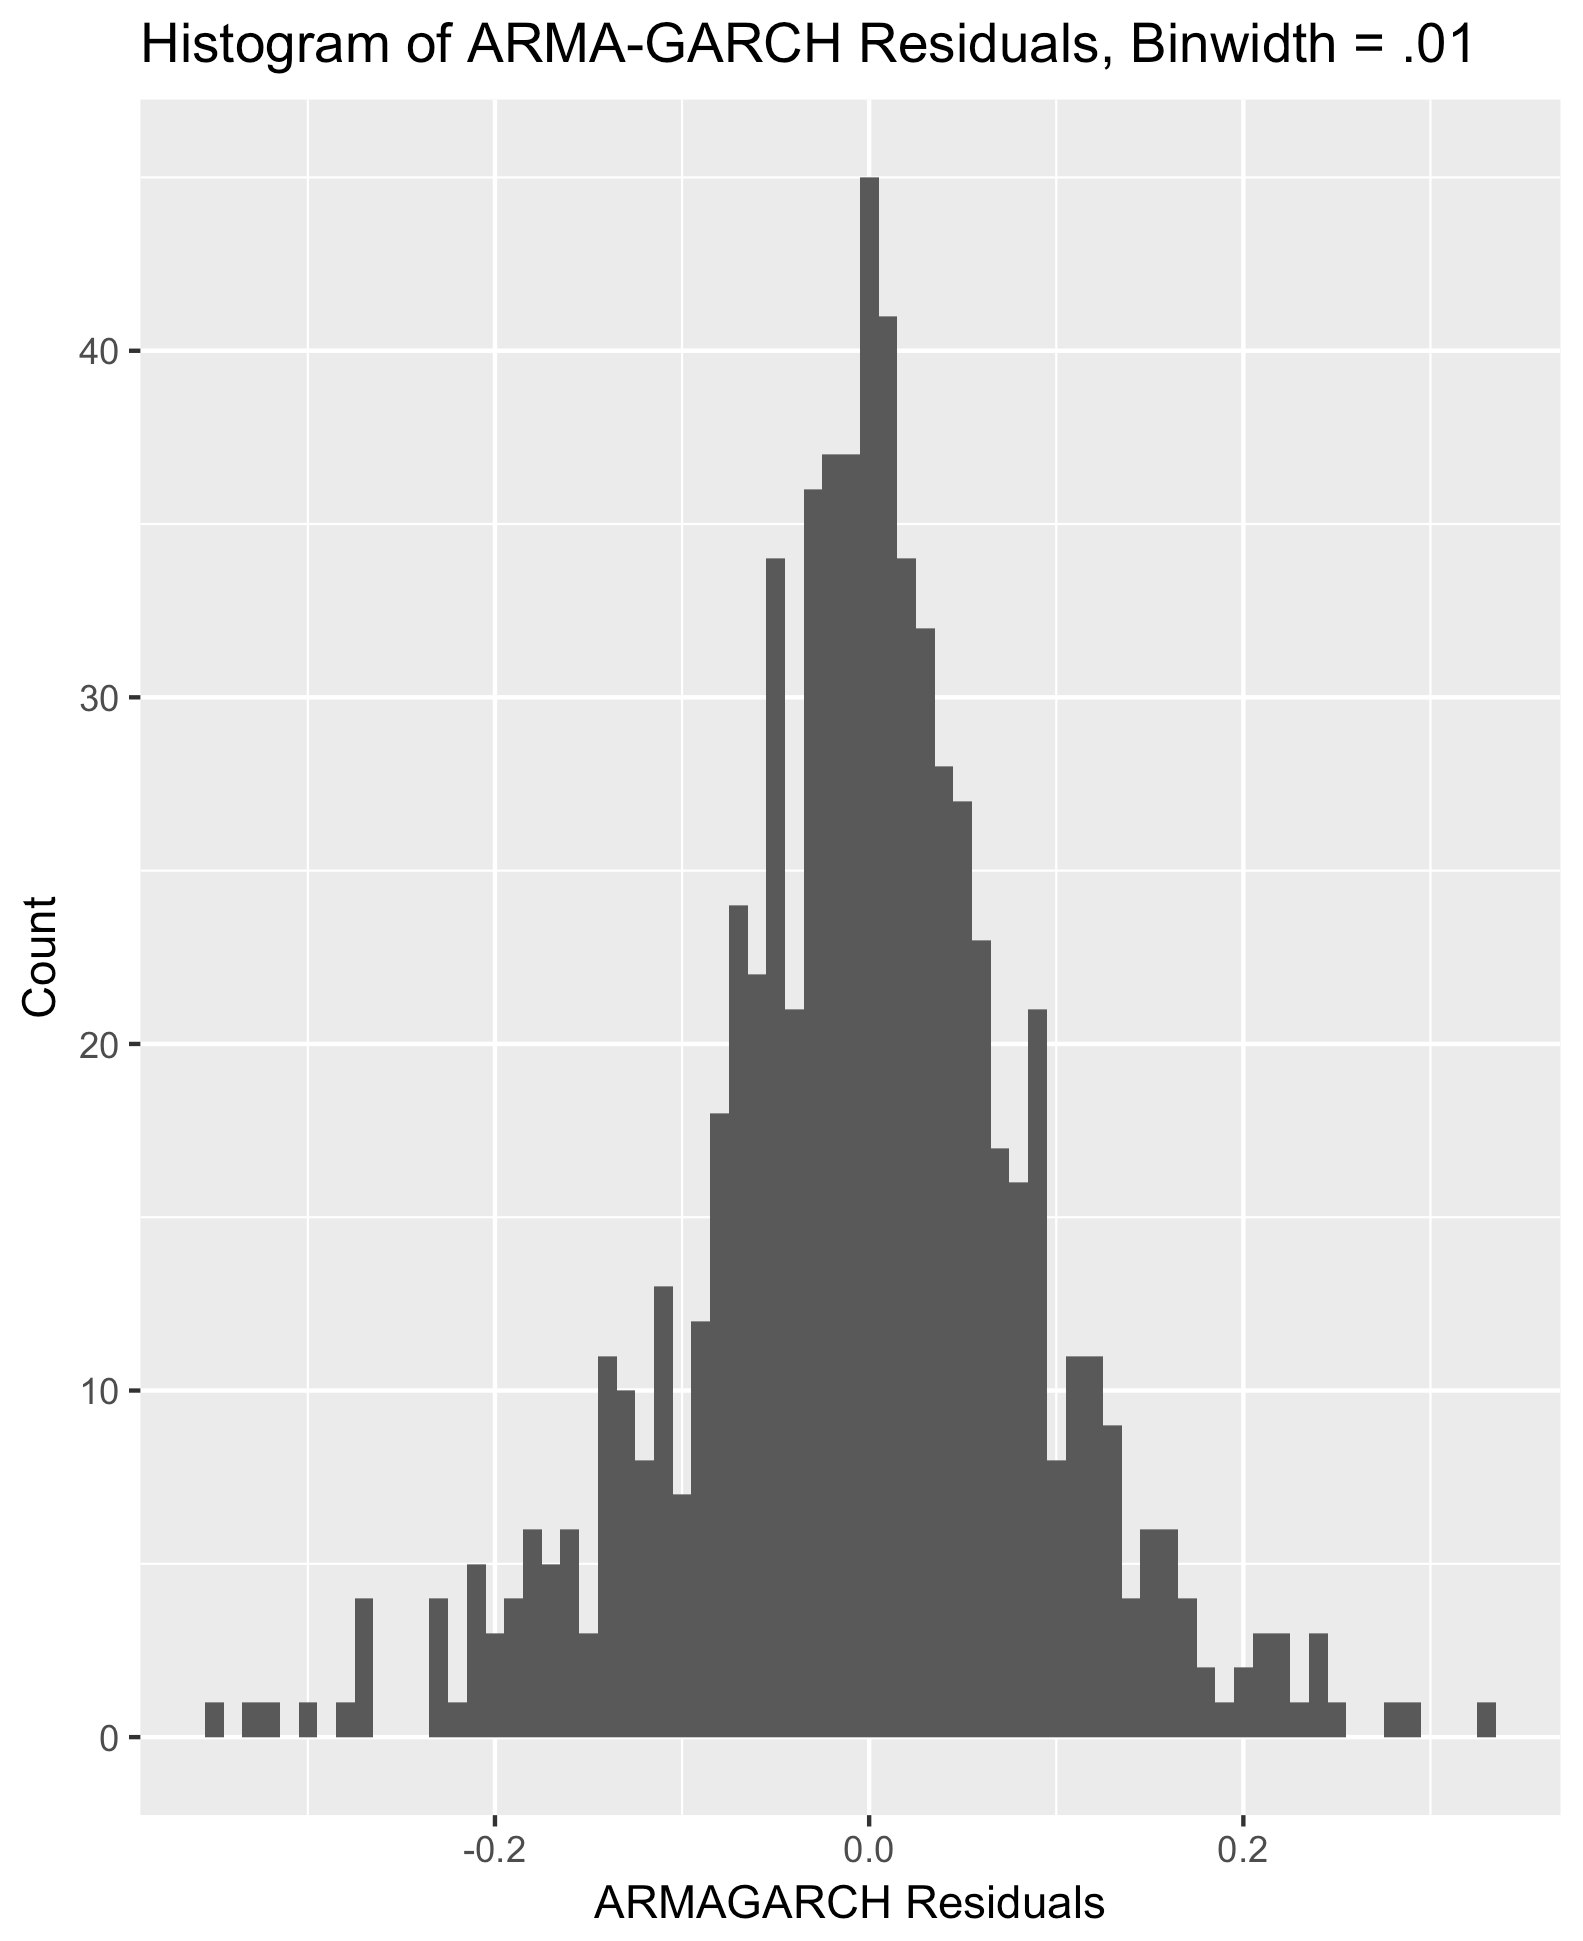 Histogram of ARMA-GARCH Residuals, Binwidth = .01
Count
40
30
20
10
0
-0.2
0.0
0.2
ARMAGARCH Residuals